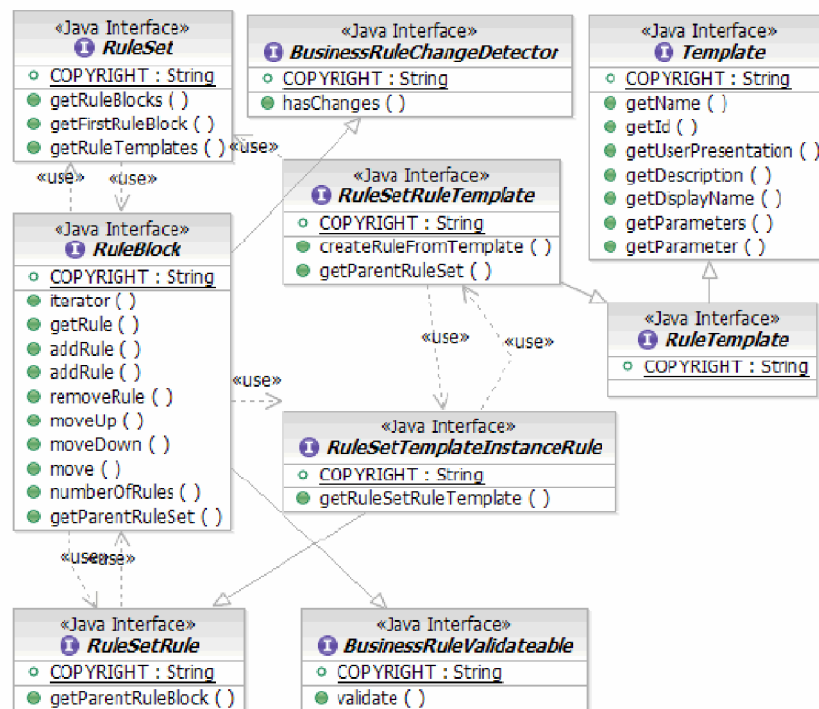 «Java Interface»
RuleSet
COPYRIGHT : String
getRuleBlocks ( )
getFirstRuleBlock ( )
getRuleTemplates ( )
«Java Interface»
BusinessRuleChangeDetector
COPYRIGHT : String
hasChanges ( )
«Java Interface»
Template
COPYRIGHT : String
getName ( )
getId ( )
getUserPresentation ( )
getDescription ( )
getDisplayName ( )
getParameters ( )
getParameter ( )
«use»
«use»
«use»
«Java Interface»
RuleSetRuleTemplate
COPYRIGHT : String
createRuleFromTemplate ( )
getParentRuleSet ( )
«Java Interface»
RuleBlock
COPYRIGHT : String
iterator ( )
getRule ( )
addRule ( )
addRule ( )
removeRule ( )
moveUp ( )
moveDown ( )
move ( )
numberOfRules ( )
getParentRuleSet ( )
«Java Interface»
RuleTemplate
COPYRIGHT : String
«use»
«use»
«use»
«Java Interface»
RuleSetTemplateInstanceRule
COPYRIGHT : String
getRuleSetRuleTemplate ( )
«use»
«use»
«Java Interface»
RuleSetRule
COPYRIGHT : String
getParentRuleBlock ( )
«Java Interface»
BusinessRuleValidateable
COPYRIGHT : String
validate ( )